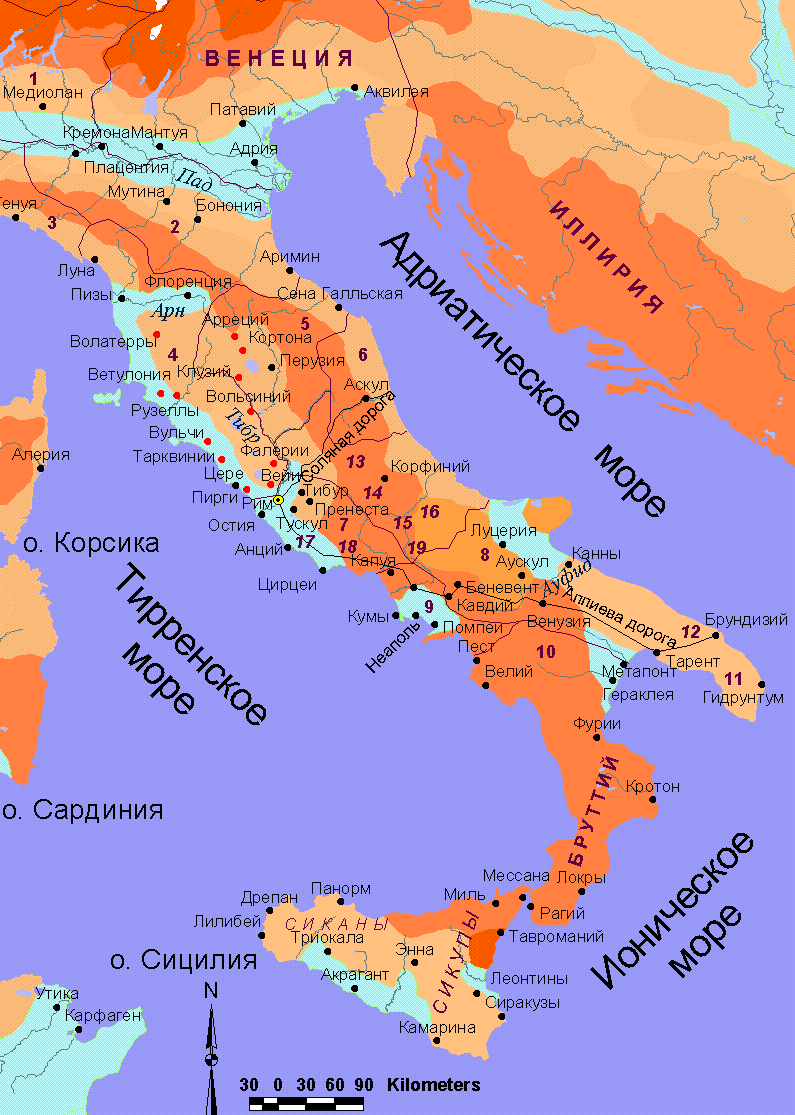 ВЕНЕЦИЯ
1
Медиолан
Аквилея
Патавий
Кремона
Мантуя
Адрия
Плаценция
Пад
Мутина
Бонония
енуя
3
2
ИЛЛИРИЯ
Адриатическое море
Луна
Аримин
Флоренция
Пизы
Сена Галльская
Арн
Арреций
5
Волатерры
Кортона
6
4
Перузия
Ветулония
Клузий
Аскул
Рузеллы
Вольсиний
Тибр
Соляная дорога
Вульчи
Тарквинии
Фалерии
13
Корфиний
Алерия
Цере
Вейи
Пирги
Рим
Тибур
14
Пренеста
Остия
Тускул
7
15
16
о. Корсика
Анций
17
18
19
Луцерия
8
Канны
Капуя
Аускул
Ауфио
Цирцеи
Беневент
Аппиева дорога
Тирренское море
9
Кавдий
Кумы
Венузия
Брундизий
12
Неаполь
Помпеи
Пест
10
Тарент
Велий
Метапонт
11
Гераклея
Гидрунтум
Фурии
о. Сардиния
БРУТТИЙ
Кротон
Ионическое море
Мессана
Локры
Панорм
Миль
Дрепан
Рагий
Лилибей
СИКАНЫ
Триокала
Тавроманий
Энна
СИКУЛЫ
о. Сицилия
Акрагант
Леонтины
Сиракузы
Утика
N
Карфаген
Камарина
30 0 30 60 90 Kilometers